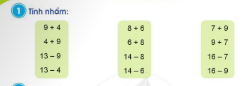 1 Tính nhẩm:
9 + 4
4 + 9
13 – 9
13 – 4
8 + 6
6 + 8
14 – 8
14 – 6
7 + 9
9 + 7
16 – 7
16 – 9